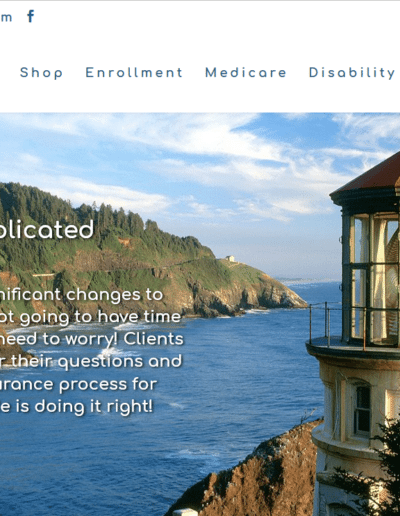 m f
Shop Enrollment Medicare Disability
plicated
nificant changes to
ot going to have time
need to worry! Clients
r their questions and
urance process for
e is doing it right!